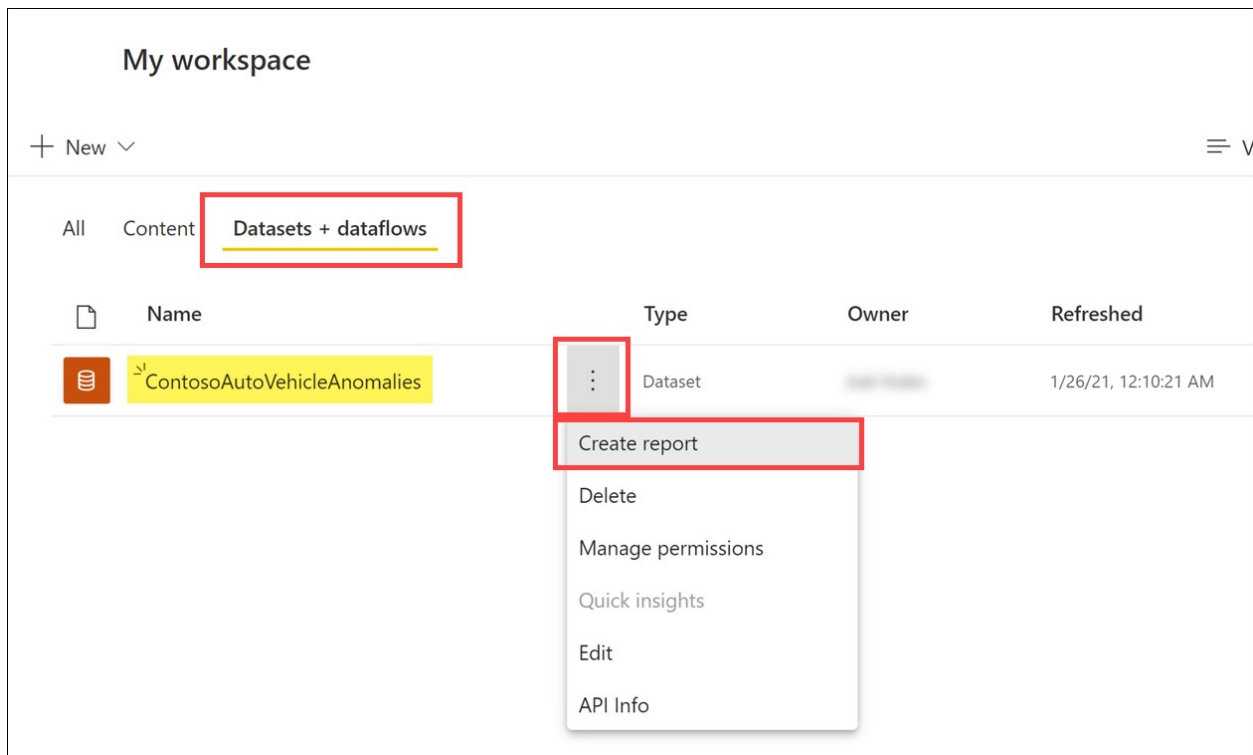 My workspace
New
All Content Datasets + dataflows
Name Type Owner Refreshed
ContosoAutoVehicleAnomalies Dataset 1/26/21, 12:10:21 AM
Create report
Delete
Manage permissions
Quick insights
Edit
API Info